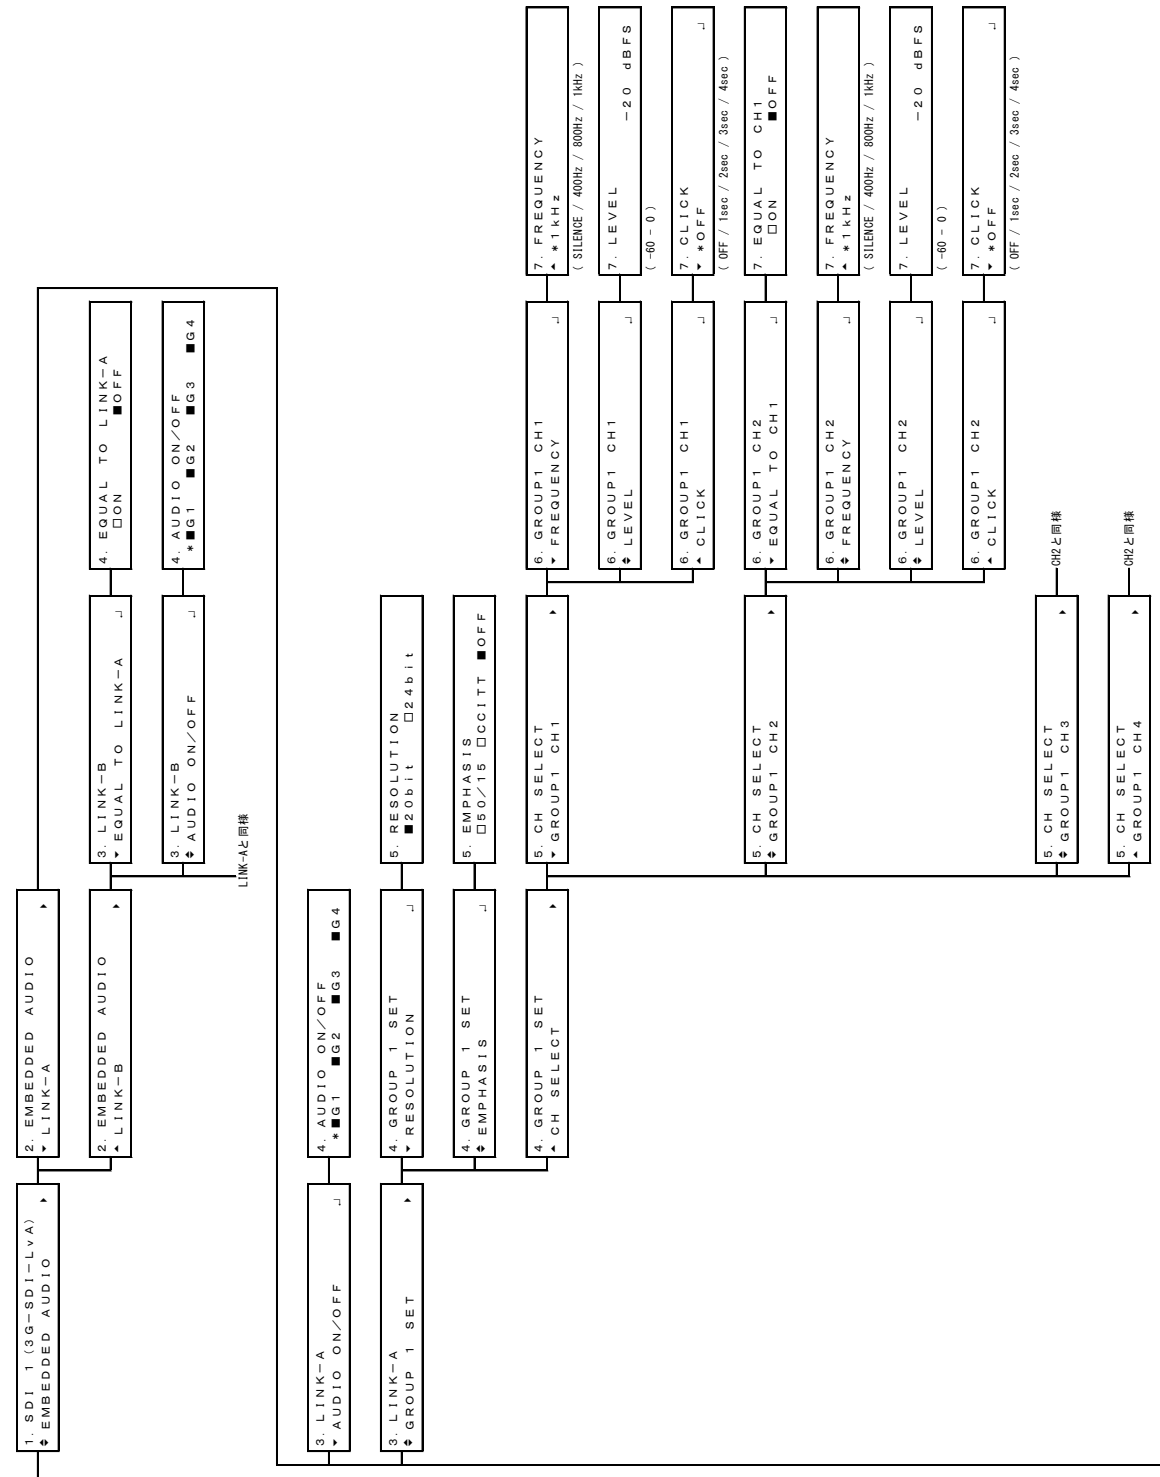 1. SDI 1 (3G−SDI−LvA)
EMBEDDED AUDIO
2. EMBEDDED AUDIO
LINK−A
2. EMBEDDED AUDIO
LINK−B
3. LINK−B
EQUAL TO LINK−A
4. EQUAL TO LINK−A
□ON ■OFF
3. LINK−B
AUDIO ON/OFF
4. AUDIO ON/OFF
*■G1 ■G2 ■G3 ■G4
LINK-Aと同様
3. LINK−A
AUDIO ON/OFF
4. AUDIO ON/OFF
*■G1 ■G2 ■G3 ■G4
3. LINK−A
GROUP 1 SET
4. GROUP 1 SET
RESOLUTION
5. RESOLUTION
■20bit □24bit
4. GROUP 1 SET
EMPHASIS
5. EMPHASIS
□50/15 □CCITT ■OFF
4. GROUP 1 SET
CH SELECT
5. CH SELECT
GROUP1 CH1
6. GROUP1 CH1
FREQUENCY
7. FREQUENCY
*1kHz
( SILENCE / 400Hz / 800Hz / 1kHz )
6. GROUP1 CH1
LEVEL
7. LEVEL
−20 dBFS
( -60 - 0 )
6. GROUP1 CH1
CLICK
7. CLICK
*OFF
( OFF / 1sec / 2sec / 3sec / 4sec )
5. CH SELECT
GROUP1 CH2
6. GROUP1 CH2
EQUAL TO CH1
7. EQUAL TO CH1
□ON ■OFF
6. GROUP1 CH2
FREQUENCY
7. FREQUENCY
*1kHz
( SILENCE / 400Hz / 800Hz / 1kHz )
6. GROUP1 CH2
LEVEL
7. LEVEL
−20 dBFS
( -60 - 0 )
6. GROUP1 CH2
CLICK
7. CLICK
*OFF
( OFF / 1sec / 2sec / 3sec / 4sec )
5. CH SELECT
GROUP1 CH3
CH2と同様
5. CH SELECT
GROUP1 CH4
CH2と同様